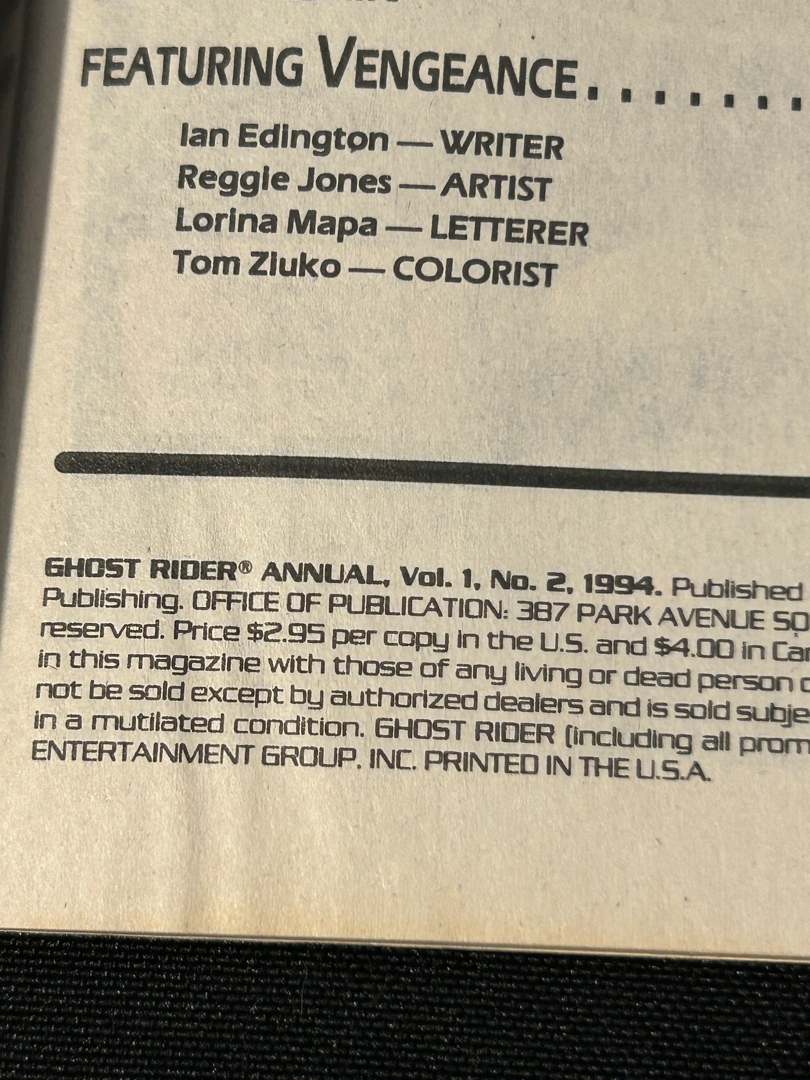 FEATURING VENGEANCE........
Ian Edington — WRITER
Reggie Jones — ARTIST
Lorina Mapa — LETTERER
Tom Ziuko — COLORIST
GHOST RIDER® ANNUAL, Vol. 1, No. 2, 1994. Published
Publishing. OFFICE OF PUBLICATION: 387 PARK AVENUE
reserved. Price $2.95 per copy in the U.S. and $4.00 in
in this magazine with those of any living or dead person
not be sold except by authorized dealers and is sold
in a mutilated condition. GHOST RIDER (including all
ENTERTAINMENT GROUP, INC. PRINTED IN THE U.S.A.